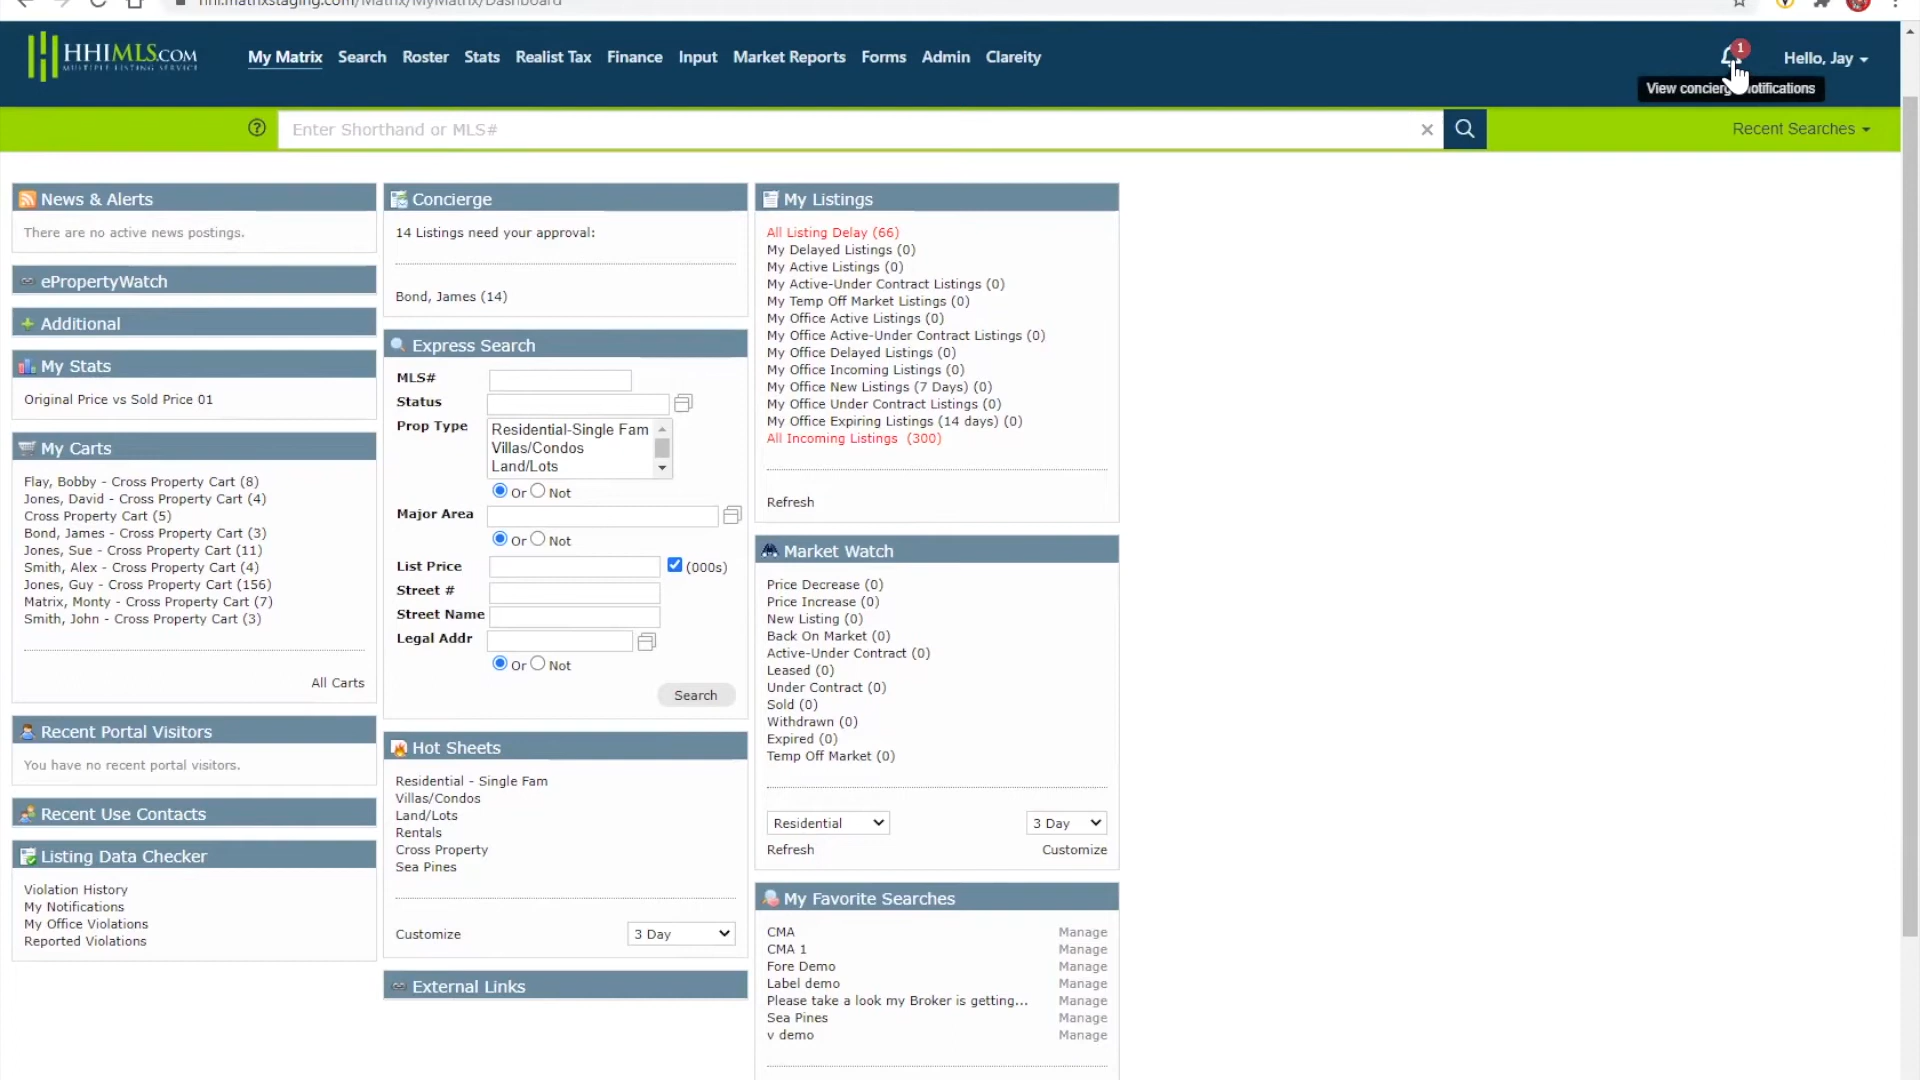 hhi.matrixstaging.com/Matrix/MyMatrix/Dashboard
HHIMLS.COM
MULTIPLE LISTING SERVICE
My Matrix Search Roster Stats Realist Tax Finance Input Market Reports Forms Admin Clareity
1
Hello, Jay
View concierg notifications
Enter Shorthand or MLS#
Recent Searches
News & Alerts
There are no active news postings.
ePropertyWatch
Additional
My Stats
Original Price vs Sold Price 01
My Carts
Flay, Bobby - Cross Property Cart (8)
Jones, David - Cross Property Cart (4)
Cross Property Cart (5)
Bond, James - Cross Property Cart (3)
Jones, Sue - Cross Property Cart (11)
Smith, Alex - Cross Property Cart (4)
Jones, Guy - Cross Property Cart (156)
Matrix, Monty - Cross Property Cart (7)
Smith, John - Cross Property Cart (3)
All Carts
Recent Portal Visitors
You have no recent portal visitors.
Recent Use Contacts
Listing Data Checker
Violation History
My Notifications
My Office Violations
Reported Violations
Concierge
14 Listings need your approval:
Bond, James (14)
Express Search
MLS#
Status
Prop Type
Residential-Single Fam
Villas/Condos
Land/Lots
Or Not
Major Area
Or Not
List Price (000s)
Street #
Street Name
Legal Addr
Or Not
Search
Hot Sheets
Residential - Single Fam
Villas/Condos
Land/Lots
Rentals
Cross Property
Sea Pines
Customize 3 Day
External Links
My Listings
All Listing Delay (66)
My Delayed Listings (0)
My Active Listings (0)
My Active-Under Contract Listings (0)
My Temp Off Market Listings (0)
My Office Active Listings (0)
My Office Active-Under Contract Listings (0)
My Office Delayed Listings (0)
My Office Incoming Listings (0)
My Office New Listings (7 Days) (0)
My Office Under Contract Listings (0)
My Office Expiring Listings (14 days) (0)
All Incoming Listings (300)
Refresh
Market Watch
Price Decrease (0)
Price Increase (0)
New Listing (0)
Back On Market (0)
Active-Under Contract (0)
Leased (0)
Under Contract (0)
Sold (0)
Withdrawn (0)
Expired (0)
Temp Off Market (0)
Residential 3 Day
Refresh Customize
My Favorite Searches
CMA Manage
CMA 1 Manage
Fore Demo Manage
Label demo Manage
Please take a look my Broker is getting... Manage
Sea Pines Manage
v demo Manage